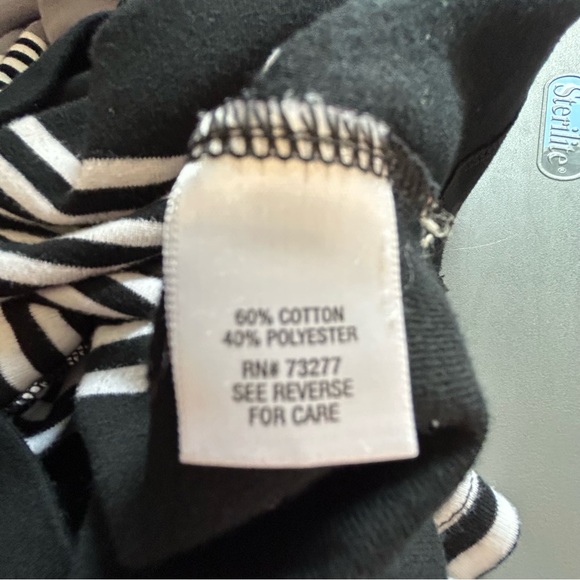 Sterilite
60% COTTON
40% POLYESTER
RN# 73277
SEE REVERSE
FOR CARE